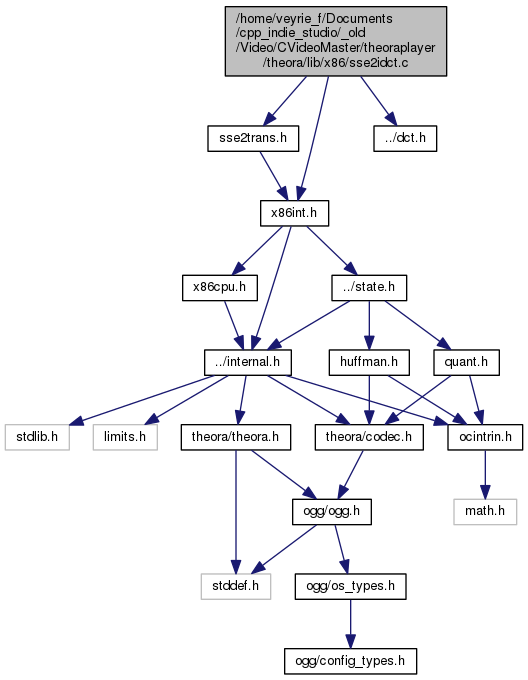 /home/veyrie_f/Documents
/cpp_indie_studio/_old
/Video/CVideoMaster/theoraplayer
/theora/lib/x86/sse2idct.c
sse2trans.h
../dct.h
x86int.h
x86cpu.h
../state.h
../internal.h
huffman.h
quant.h
stdlib.h
limits.h
theora/theora.h
theora/codec.h
ocintrin.h
ogg/ogg.h
math.h
stddef.h
ogg/os_types.h
ogg/config_types.h